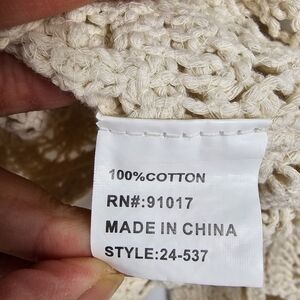 100%COTTON
RN#:91017
MADE IN CHINA
STYLE:24-537